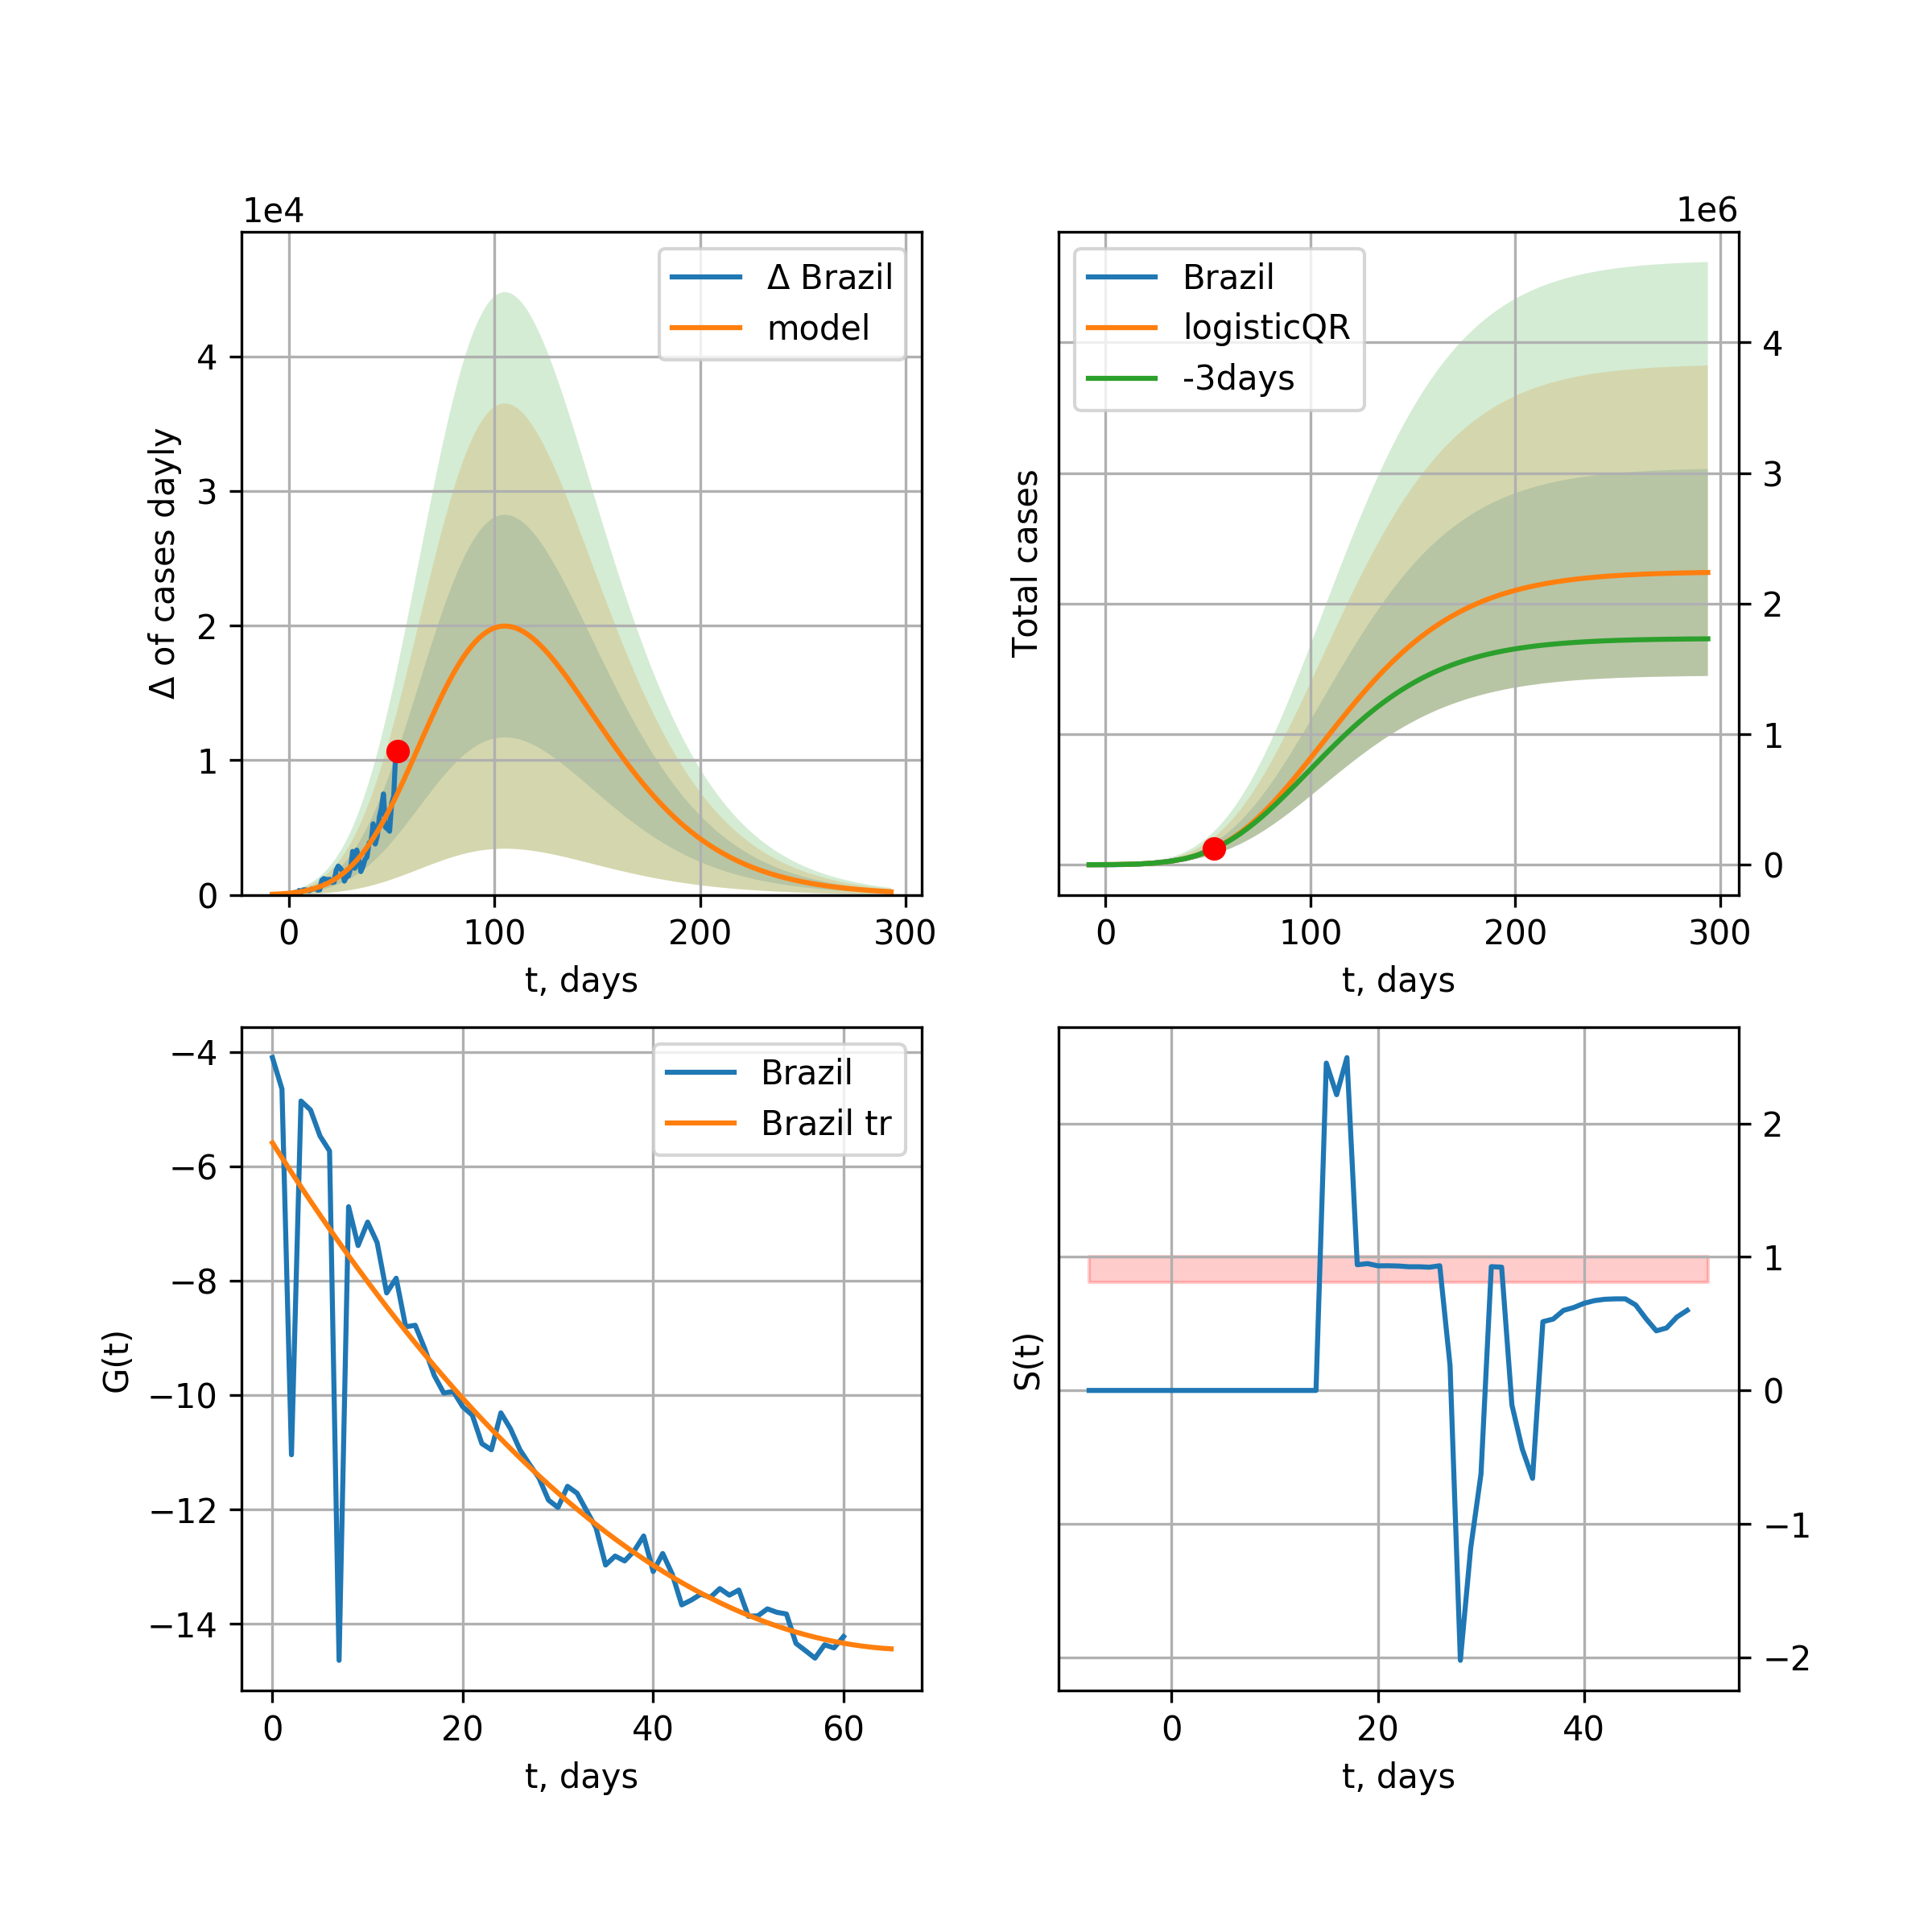 1e4
Δ of cases dayly
4
3
2
1
0
Δ Brazil
model
0 100 200 300
t, days
1e6
Total cases
Brazil
logisticQR
-3days
4
3
2
1
0
0 100 200 300
t, days
G(t)
−4
−6
−8
−10
−12
−14
Brazil
Brazil tr
0 20 40 60
t, days
S(t)
2
1
0
−1
−2
0 20 40
t, days